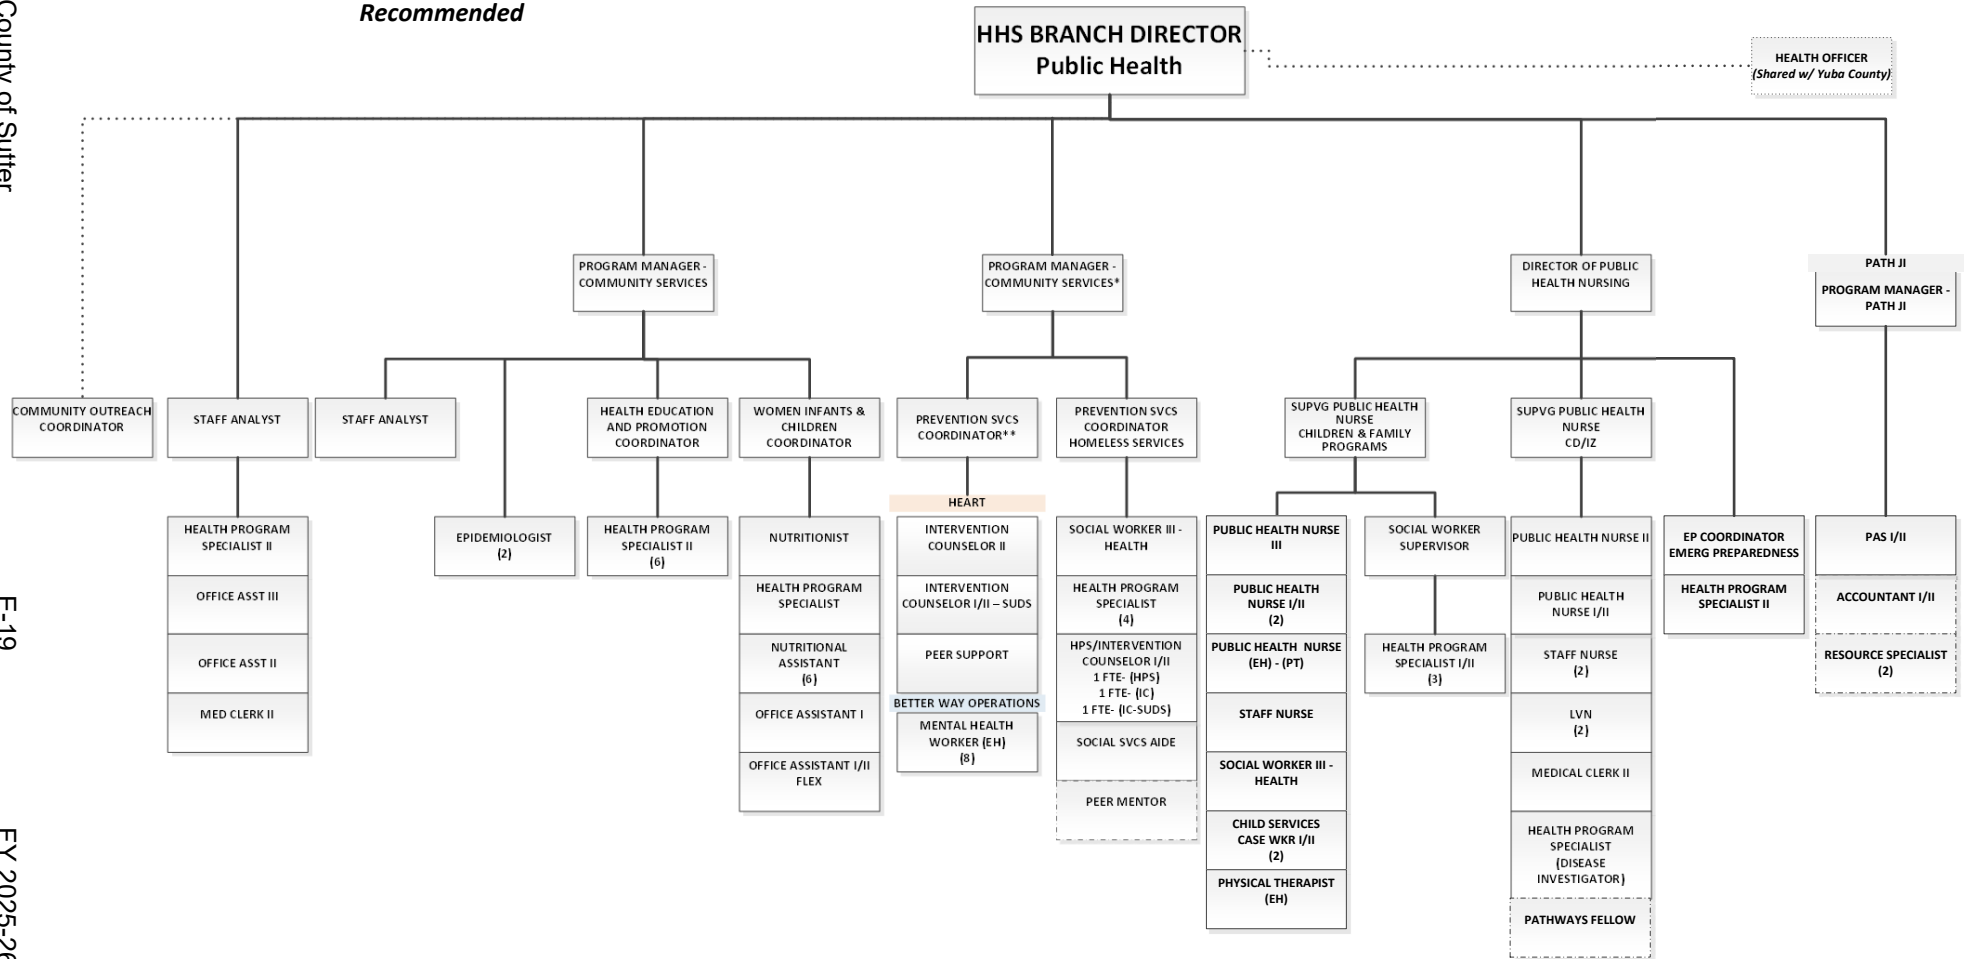 Recommended
HHS BRANCH DIRECTOR
Public Health
HEALTH OFFICER
(Shared w/ Yuba County)
PROGRAM MANAGER -
COMMUNITY SERVICES
PROGRAM MANAGER -
COMMUNITY SERVICES*
DIRECTOR OF PUBLIC
HEALTH NURSING
PATH JI
PROGRAM MANAGER -
PATH JI
COMMUNITY OUTREACH
COORDINATOR
STAFF ANALYST
STAFF ANALYST
HEALTH EDUCATION
AND PROMOTION
COORDINATOR
WOMEN INFANTS &
CHILDREN
COORDINATOR
PREVENTION SVCS
COORDINATOR**
PREVENTION SVCS
COORDINATOR
HOMELESS SERVICES
SUPVG PUBLIC HEALTH
NURSE
CHILDREN & FAMILY
PROGRAMS
SUPVG PUBLIC HEALTH
NURSE
CD/IZ
HEALTH PROGRAM
SPECIALIST II
OFFICE ASST III
OFFICE ASST II
MED CLERK II
EPIDEMIOLOGIST
(2)
HEALTH PROGRAM
SPECIALIST II
(6)
NUTRITIONIST
HEALTH PROGRAM
SPECIALIST
NUTRITIONAL
ASSISTANT
(6)
OFFICE ASSISTANT I
OFFICE ASSISTANT I/II
FLEX
HEART
INTERVENTION
COUNSELOR II
INTERVENTION
COUNSELOR I/II – SUDS
PEER SUPPORT
BETTER WAY OPERATIONS
MENTAL HEALTH
WORKER (EH)
(8)
SOCIAL WORKER III -
HEALTH
HEALTH PROGRAM
SPECIALIST
(4)
HPS/INTERVENTION
COUNSELOR I/II
1 FTE- (HPS)
1 FTE- (IC)
1 FTE- (IC-SUDS)
SOCIAL SVCS AIDE
PEER MENTOR
PUBLIC HEALTH NURSE
III
PUBLIC HEALTH
NURSE I/II
(2)
PUBLIC HEALTH NURSE
(EH) - (PT)
STAFF NURSE
SOCIAL WORKER III -
HEALTH
CHILD SERVICES
CASE WKR I/II
(2)
PHYSICAL THERAPIST
(EH)
SOCIAL WORKER
SUPERVISOR
HEALTH PROGRAM
SPECIALIST I/II
(3)
PUBLIC HEALTH NURSE II
PUBLIC HEALTH
NURSE I/II
STAFF NURSE
(2)
LVN
(2)
MEDICAL CLERK II
HEALTH PROGRAM
SPECIALIST
(DISEASE
INVESTIGATOR)
PATHWAYS FELLOW
EP COORDINATOR
EMERG PREPAREDNESS
HEALTH PROGRAM
SPECIALIST II
PAS I/II
ACCOUNTANT I/II
RESOURCE SPECIALIST
(2)
County of Sutter
F-19
FY 2025-26